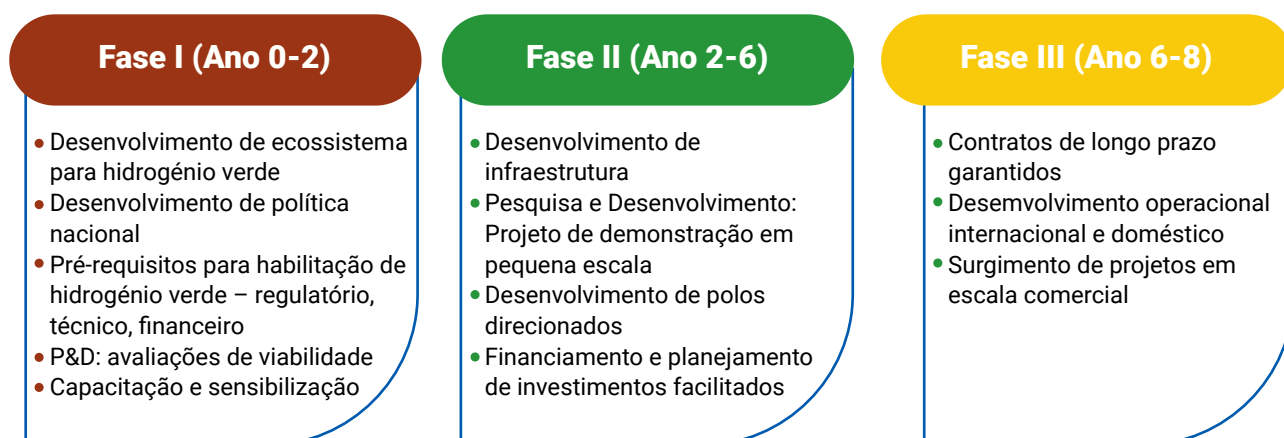 Fase I (Ano 0-2)
• Desenvolvimento de ecossistema
para hidrogénio verde
• Desenvolvimento de política
nacional
• Pré-requisitos para habilitação de
hidrogénio verde – regulatório,
técnico, financeiro
• P&D: avaliações de viabilidade
• Capacitação e sensibilização
Fase II (Ano 2-6)
• Desenvolvimento de
infraestrutura
• Pesquisa e Desenvolvimento:
Projeto de demonstração em
pequena escala
• Desenvolvimento de polos
direcionados
• Financiamento e planejamento
de investimentos facilitados
Fase III (Ano 6-8)
• Contratos de longo prazo
garantidos
• Desemvolvimento operacional
internacional e doméstico
• Surgimento de projetos em
escala comercial